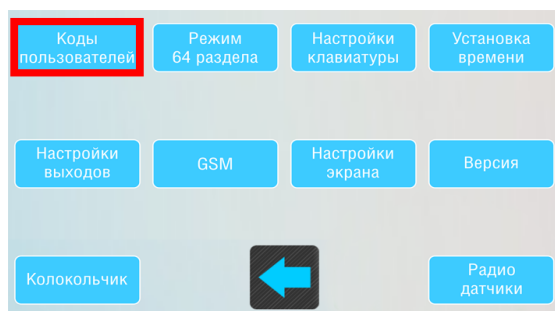 Коды
пользователей
Режим
64 раздела
Настройки
клавиатуры
Установка
времени
Настройки
выходов
GSM
Настройки
экрана
Версия
Колокольчик
Радио
датчики